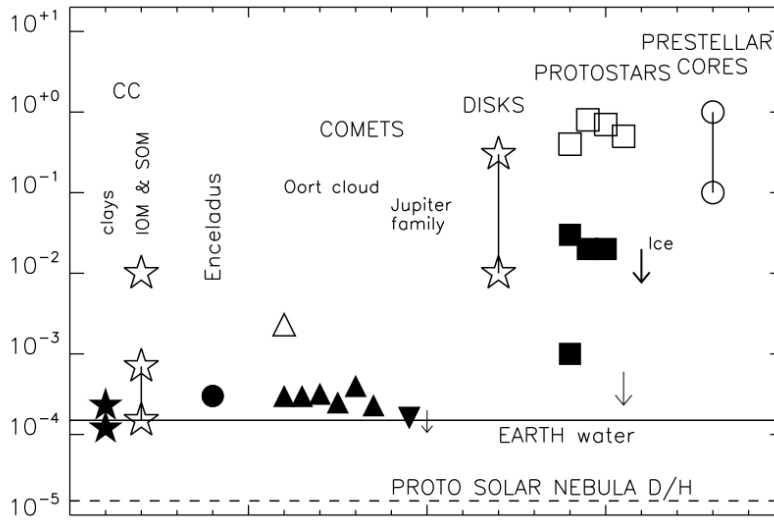 10+1
PRESTELLAR
CORES
PROTOSTARS
CC
10+0
DISKS
COMETS
clays
IOM & SOM
Enceladus
Oort cloud
Jupiter
family
10-1
Ice
10-2
10-3
10-4
EARTH water
PROTO SOLAR NEBULA D/H
10-5